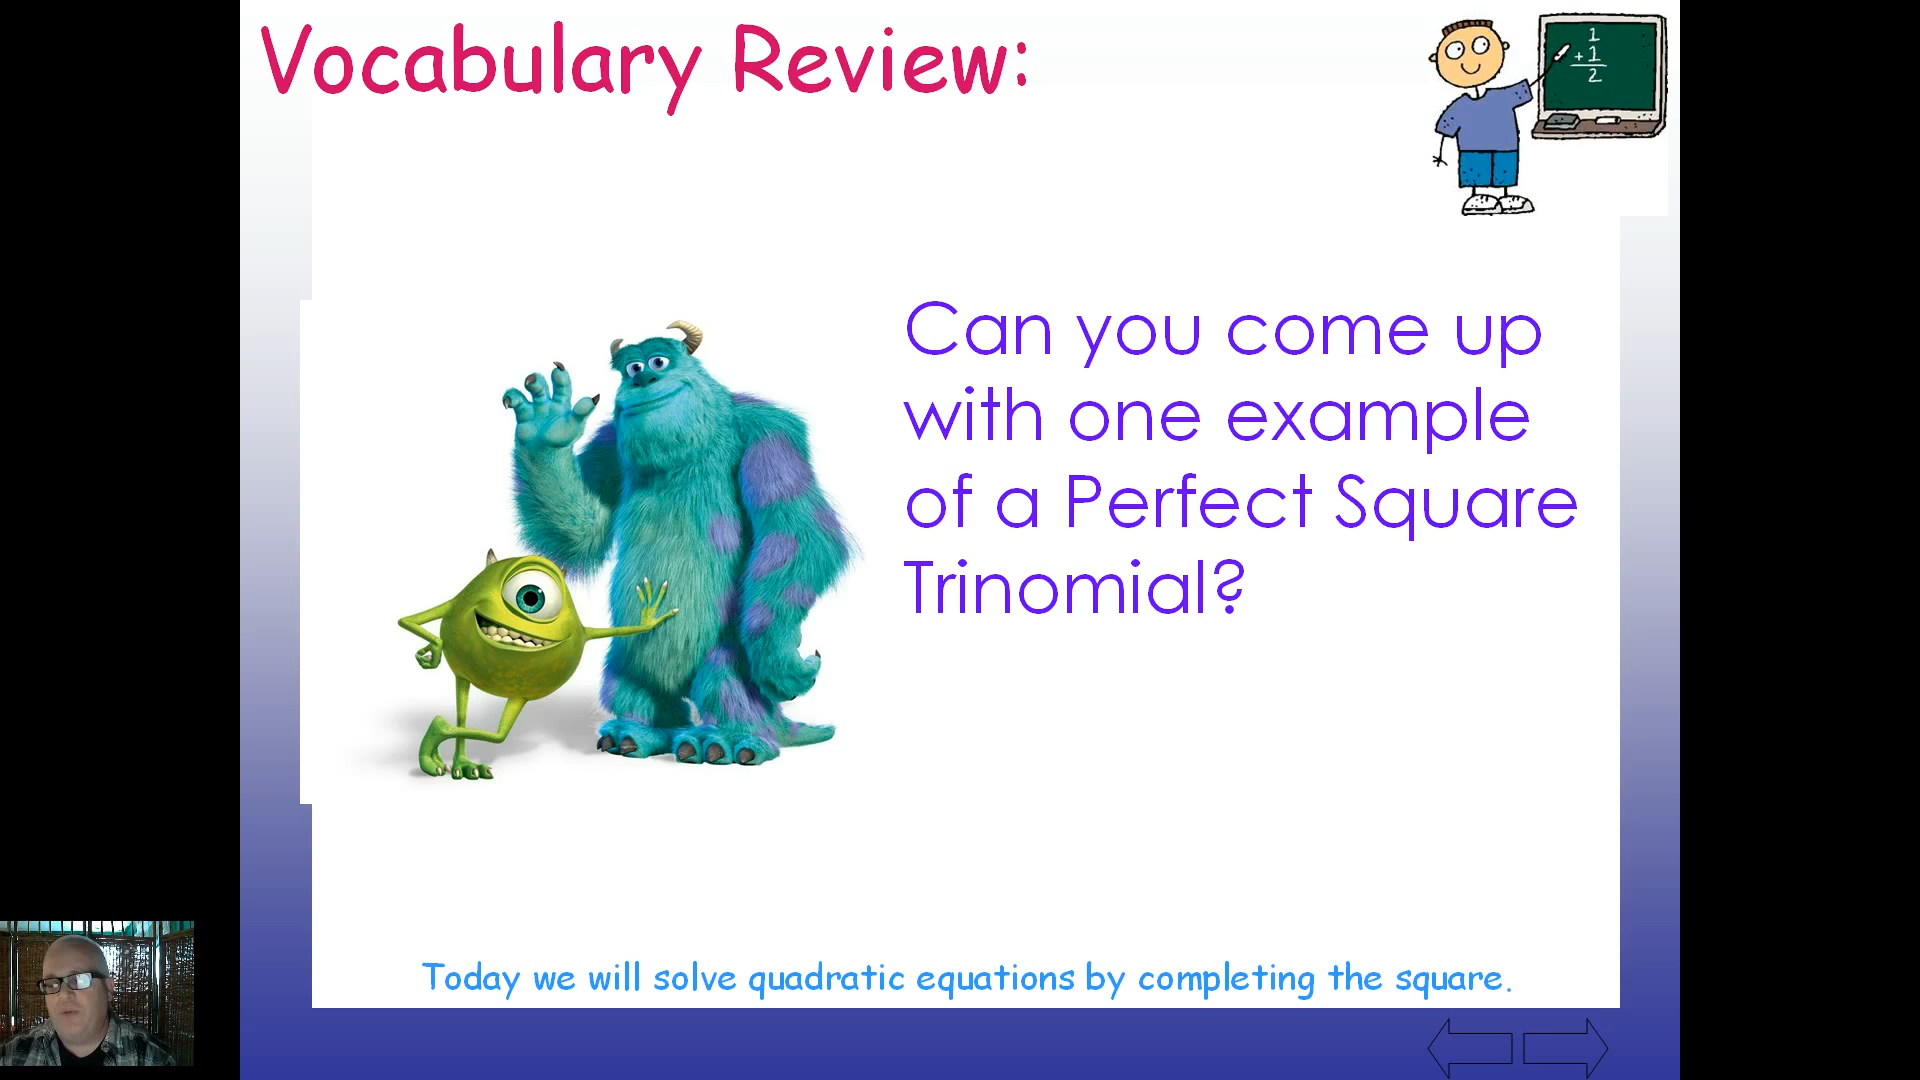 Vocabulary Review:
1
+1
2
Can you come up
with one example
of a Perfect Square
Trinomial?
Today we will solve quadratic equations by completing the square.